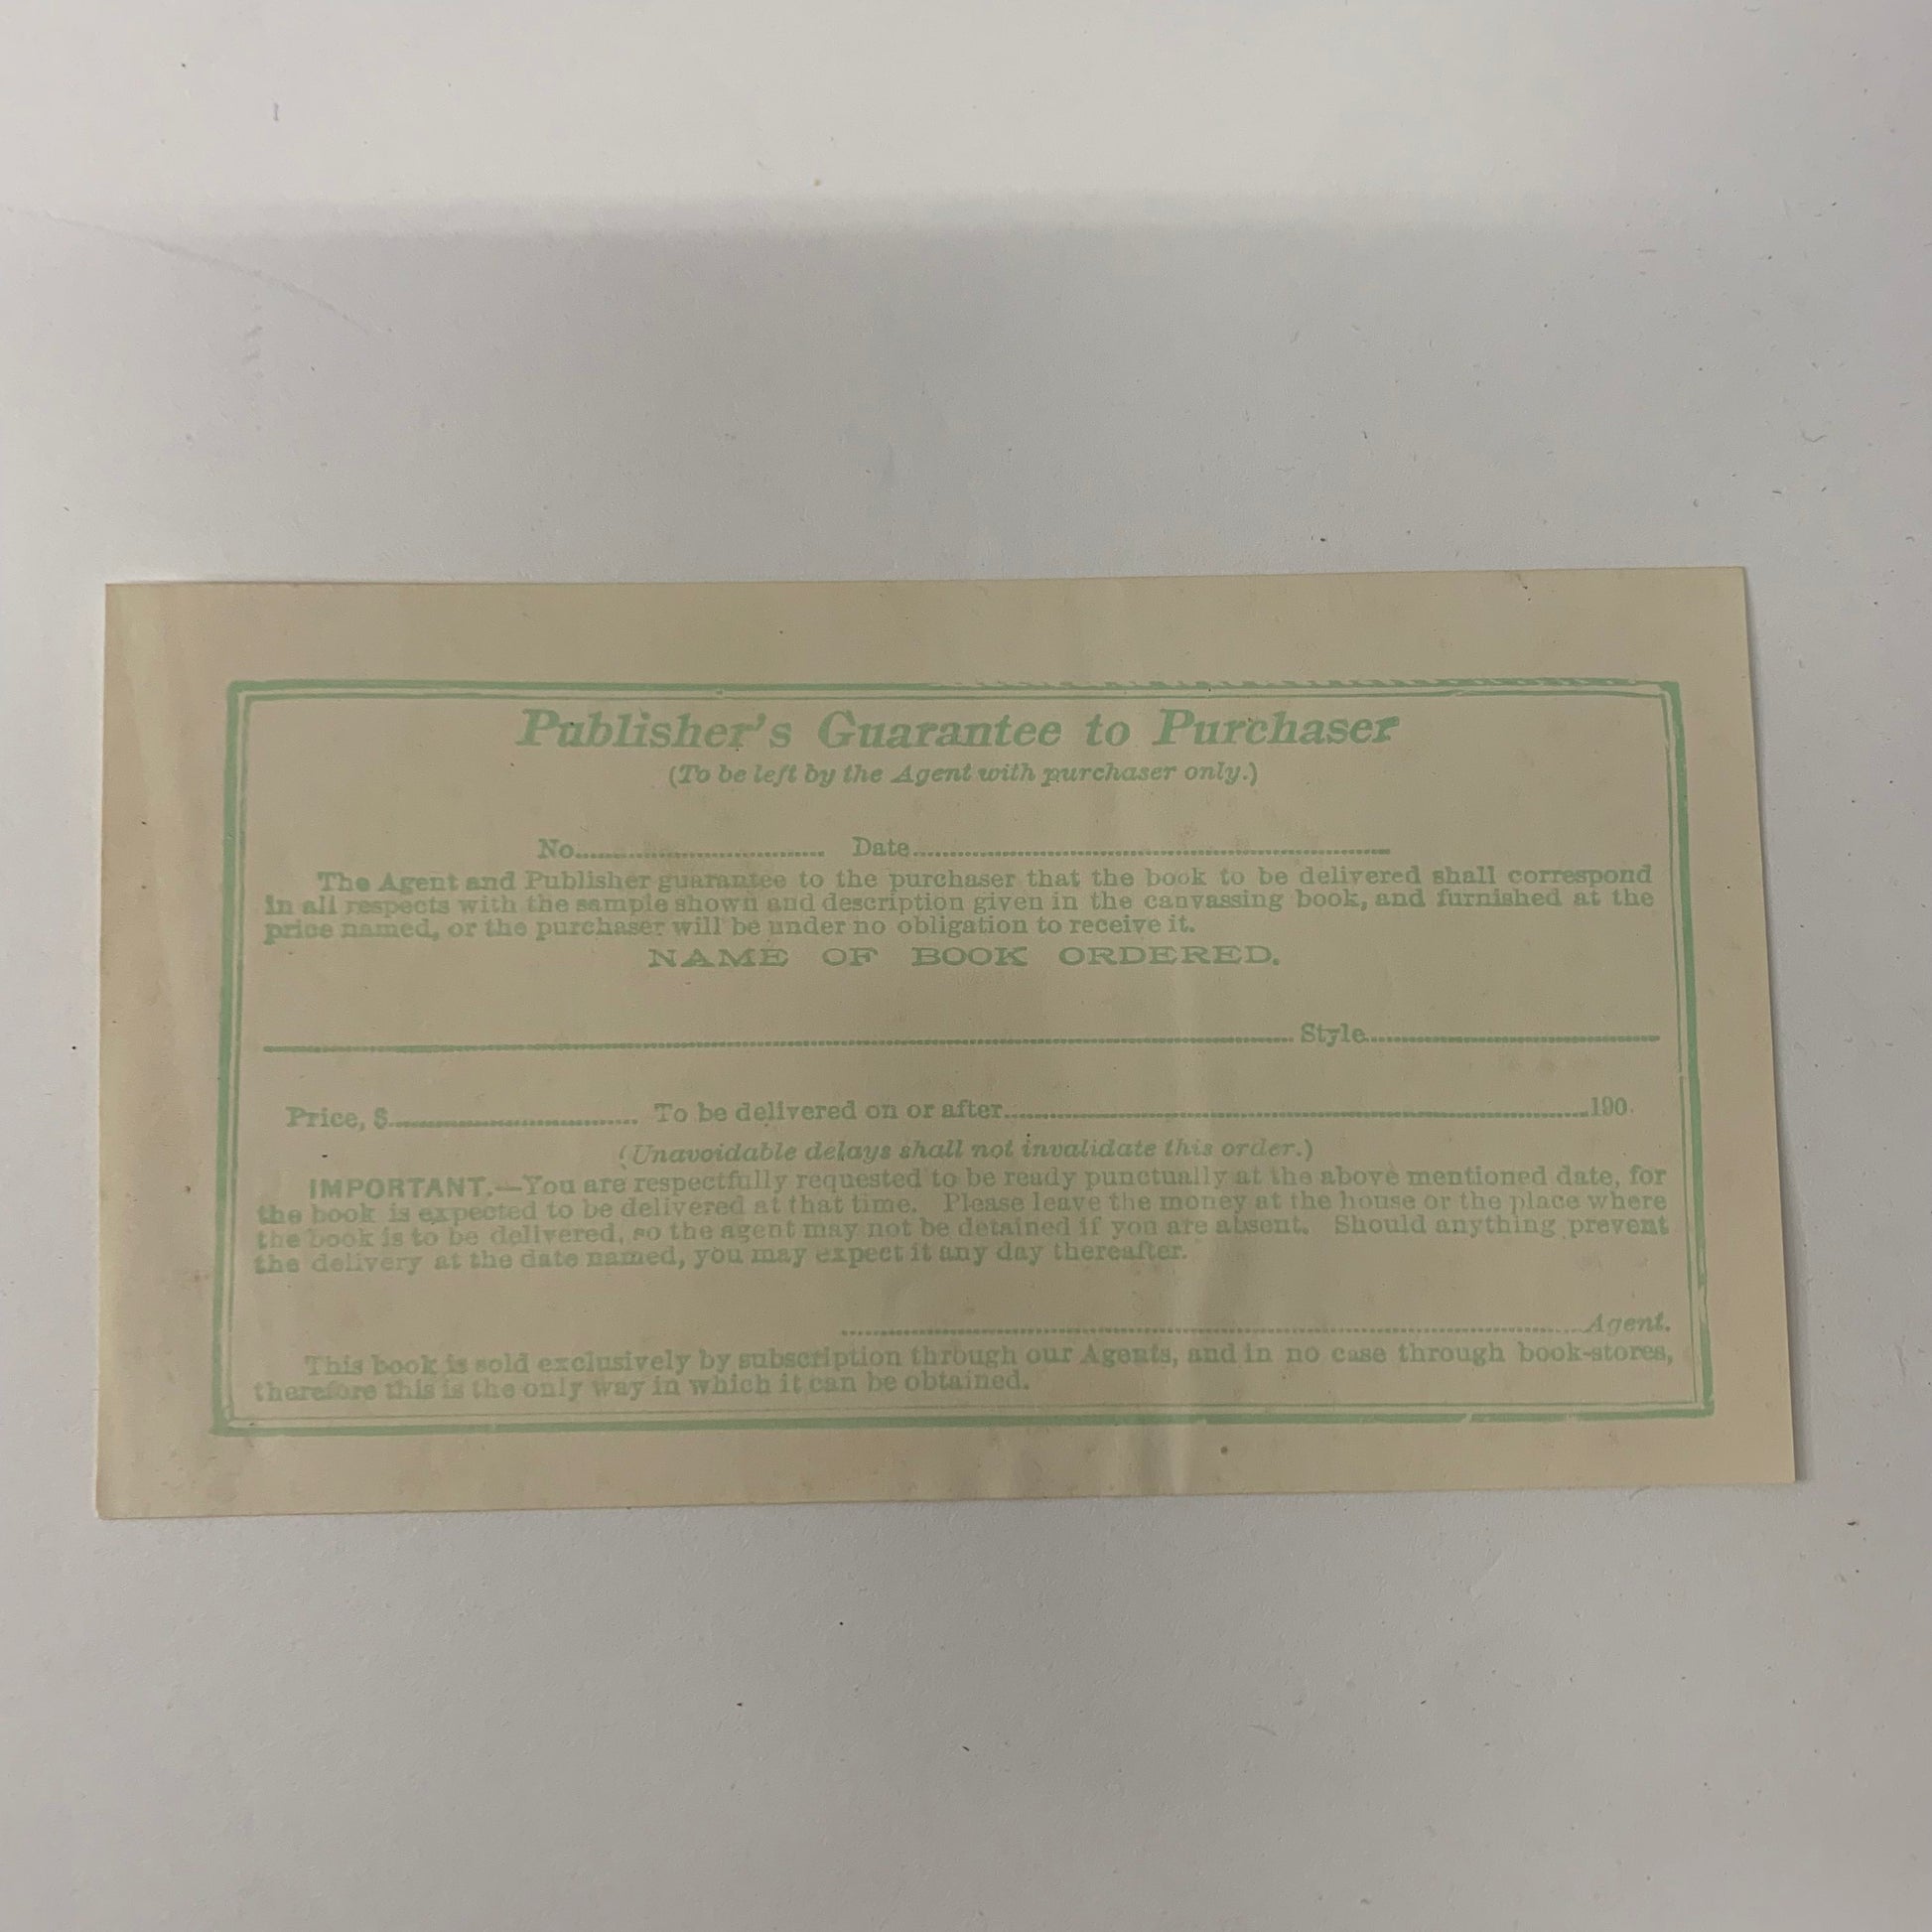 Publisher's Guarantee to Purchaser
(To be left by the Agent with purchaser only.)
No............................ Date......................................................
The Agent and Publisher guarantee to the purchaser that the book to be delivered shall correspond
in all respects with the sample shown and description given in the canvassing book, and furnished at the
price named, or the purchaser will be under no obligation to receive it.
NAME OF BOOK ORDERED.
............................................................................................................ Style..............................
Price, $............................ To be delivered on or after..................................................................190.
(Unavoidable delays shall not invalidate this order.)
IMPORTANT.—You are respectfully requested to be ready punctually at the above mentioned date, for
the book is expected to be delivered at that time. Please leave the money at the house or the place where
the book is to be delivered, so the agent may not be detained if you are absent. Should anything prevent
the delivery at the date named, you may expect it any day thereafter.
....................................................................................Agent.
This book is sold exclusively by subscription through our Agents, and in no case through book-stores,
therefore this is the only way in which it can be obtained.